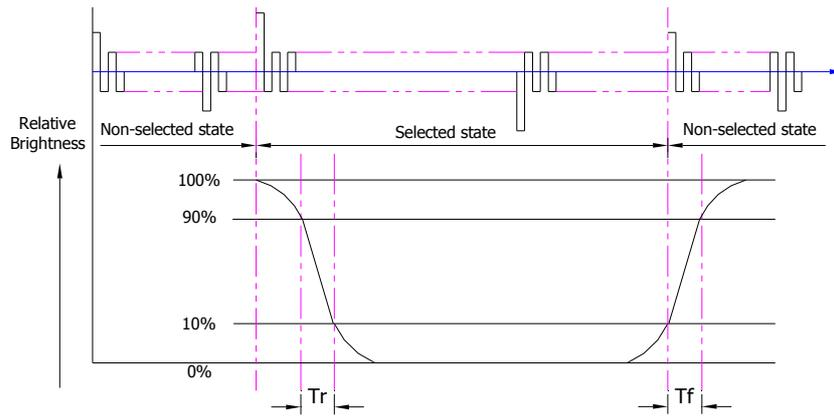 Relative
Brightness
Non-selected state
Selected state
Non-selected state
100%
90%
10%
0%
Tr
Tf